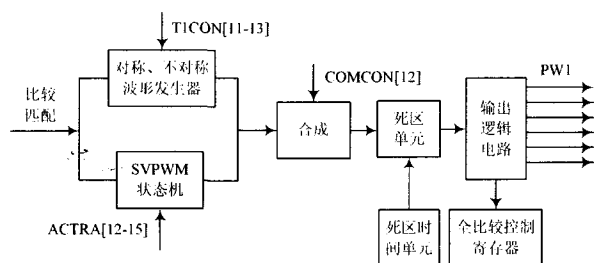 T1CON[11-13]
对称、不对称
波形发生器
比较
匹配
SVPWM
状态机
ACTRA[12-15]
COMCON[12]
合成
死区
单元
死区时
间单元
输出
逻辑
电路
PW1
全比较控制
寄存器